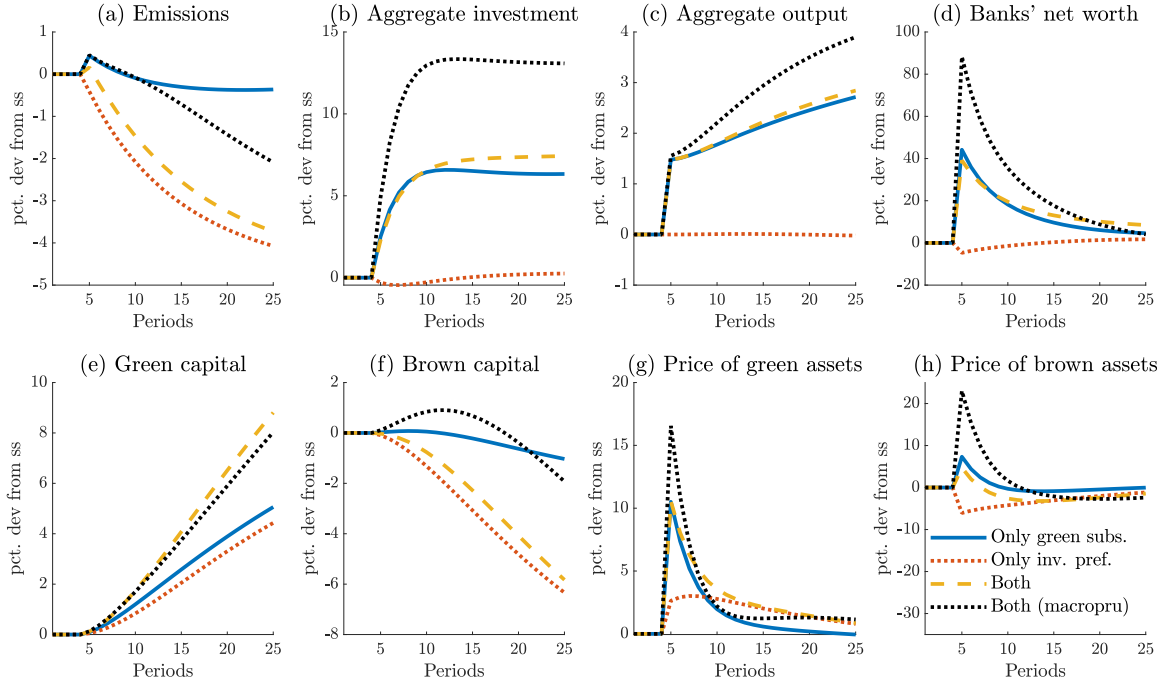 (a) Emissions
(b) Aggregate investment
(c) Aggregate output
(d) Banks' net worth
pct. dev from ss
1
0
-1
-2
-3
-4
-5
5 10 15 20 25
Periods
pct. dev from ss
15
10
5
0
5 10 15 20 25
Periods
pct. dev from ss
4
3
2
1
0
-1
5 10 15 20 25
Periods
pct. dev from ss
100
80
60
40
20
0
-20
5 10 15 20 25
Periods
(e) Green capital
(f) Brown capital
(g) Price of green assets
(h) Price of brown assets
pct. dev from ss
10
8
6
4
2
0
5 10 15 20 25
Periods
pct. dev from ss
2
0
-2
-4
-6
-8
5 10 15 20 25
Periods
pct. dev from ss
20
15
10
5
0
5 10 15 20 25
Periods
pct. dev from ss
20
10
0
-10
-20
-30
Only green subs.
Only inv. pref.
Both
Both (macropru)
5 10 15 20 25
Periods